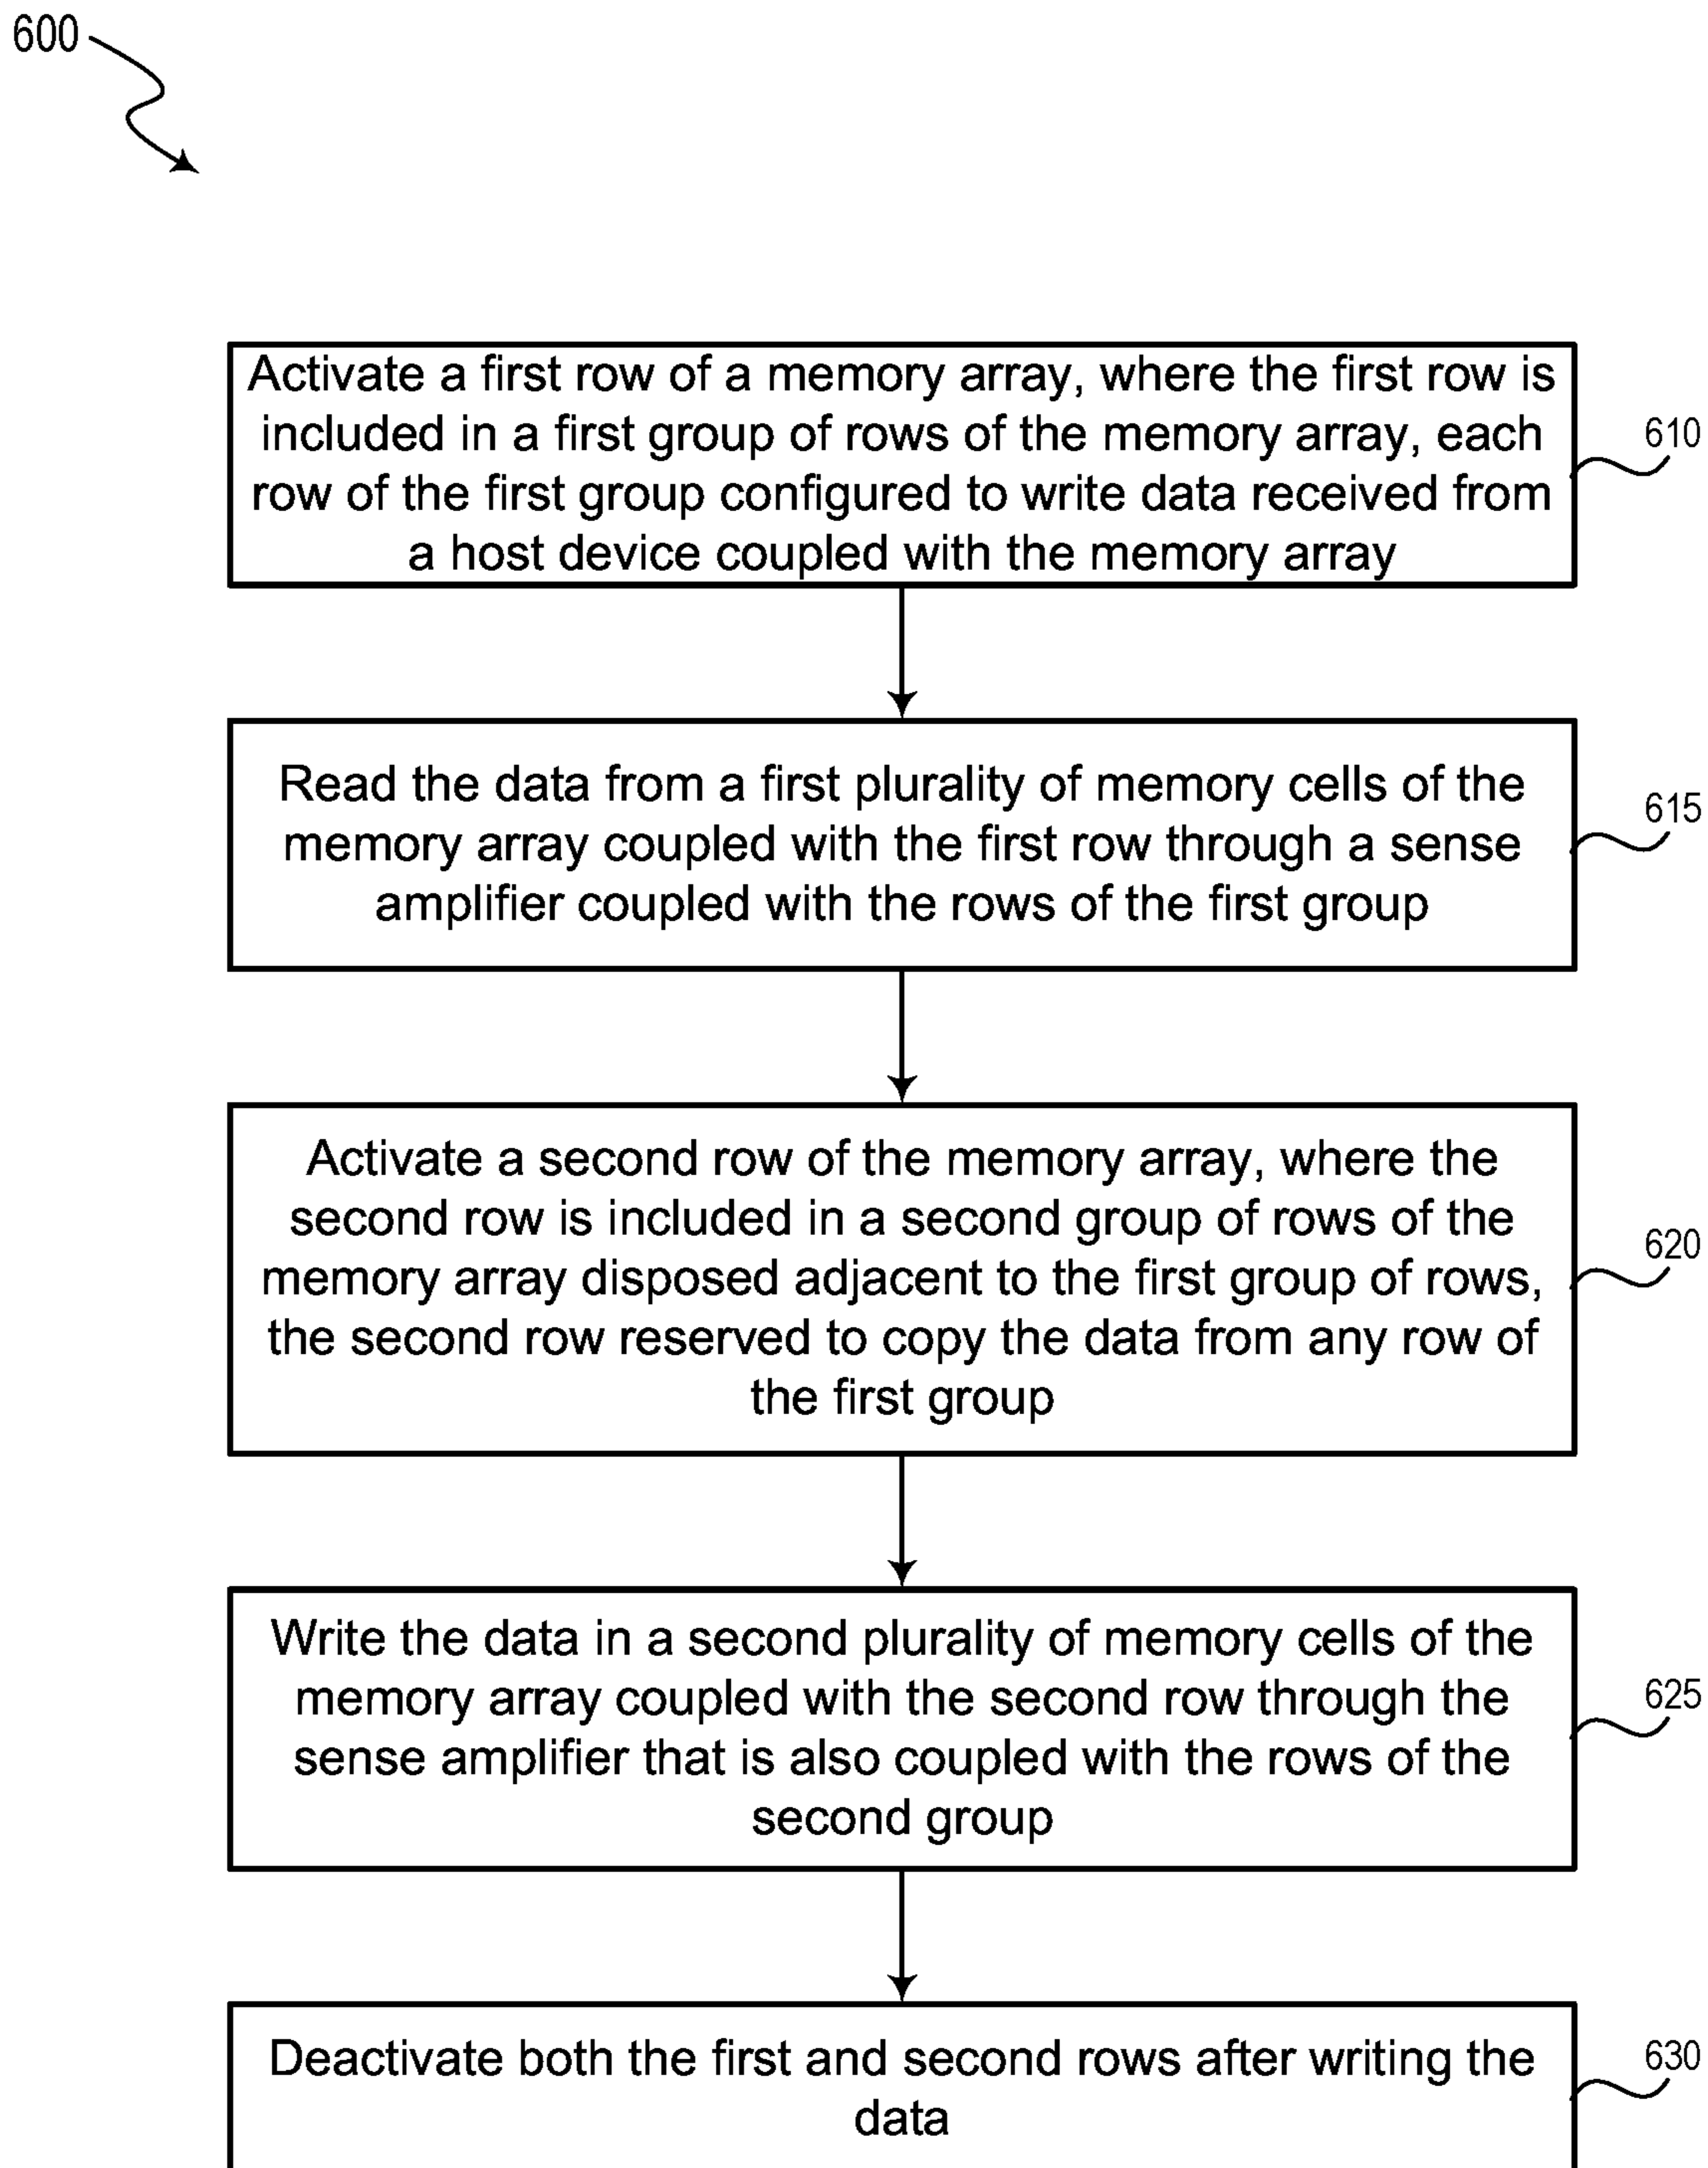 600
Activate a first row of a memory array, where the first row is
included in a first group of rows of the memory array, each
row of the first group configured to write data received from
a host device coupled with the memory array
610
Read the data from a first plurality of memory cells of the
memory array coupled with the first row through a sense
amplifier coupled with the rows of the first group
615
Activate a second row of the memory array, where the
second row is included in a second group of rows of the
memory array disposed adjacent to the first group of rows,
the second row reserved to copy the data from any row of
the first group
620
Write the data in a second plurality of memory cells of the
memory array coupled with the second row through the
sense amplifier that is also coupled with the rows of the
second group
625
Deactivate both the first and second rows after writing the
data
630